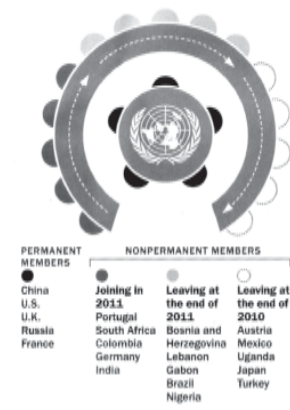 PERMANENT
MEMBERS
China
U.S.
U.K.
Russia
France
NONPERMANENT MEMBERS
Joining in
2011
Portugal
South Africa
Colombia
Germany
India
Leaving at
the end of
2011
Bosnia and
Herzegovina
Lebanon
Gabon
Brazil
Nigeria
Leaving at
the end of
2010
Austria
Mexico
Uganda
Japan
Turkey